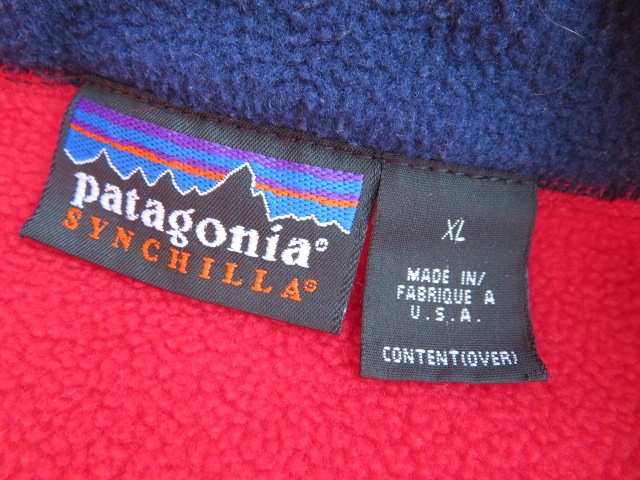 patagonia®
SYNCHILLA®
XL
MADE IN/
FABRIQUE A
U.S.A.
CONTENT(OVER)